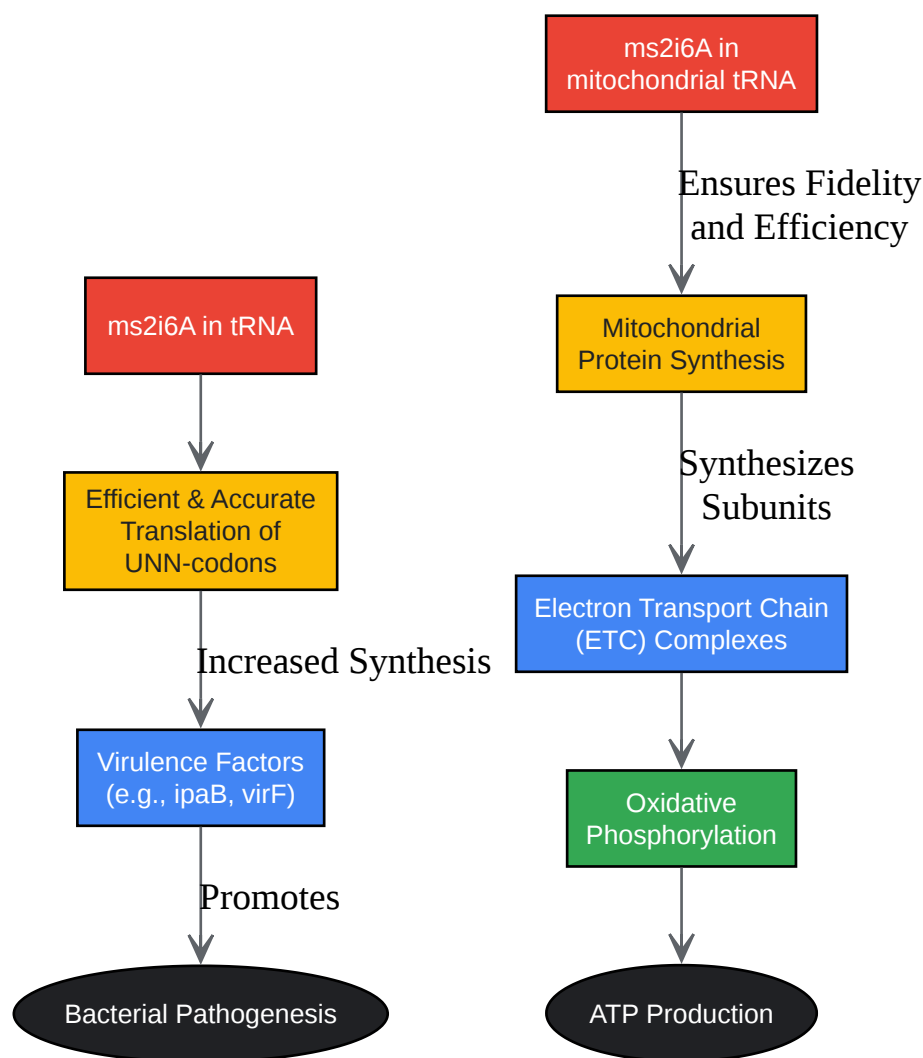 ms2i6A in tRNA
Efficient & Accurate
Translation of
UNN-codons
Increased Synthesis
Virulence Factors
(e.g., ipaB, virF)
Promotes
Bacterial Pathogenesis
ms2i6A in
mitochondrial tRNA
Ensures Fidelity
and Efficiency
Mitochondrial
Protein Synthesis
Synthesizes
Subunits
Electron Transport Chain
(ETC) Complexes
Oxidative
Phosphorylation
ATP Production